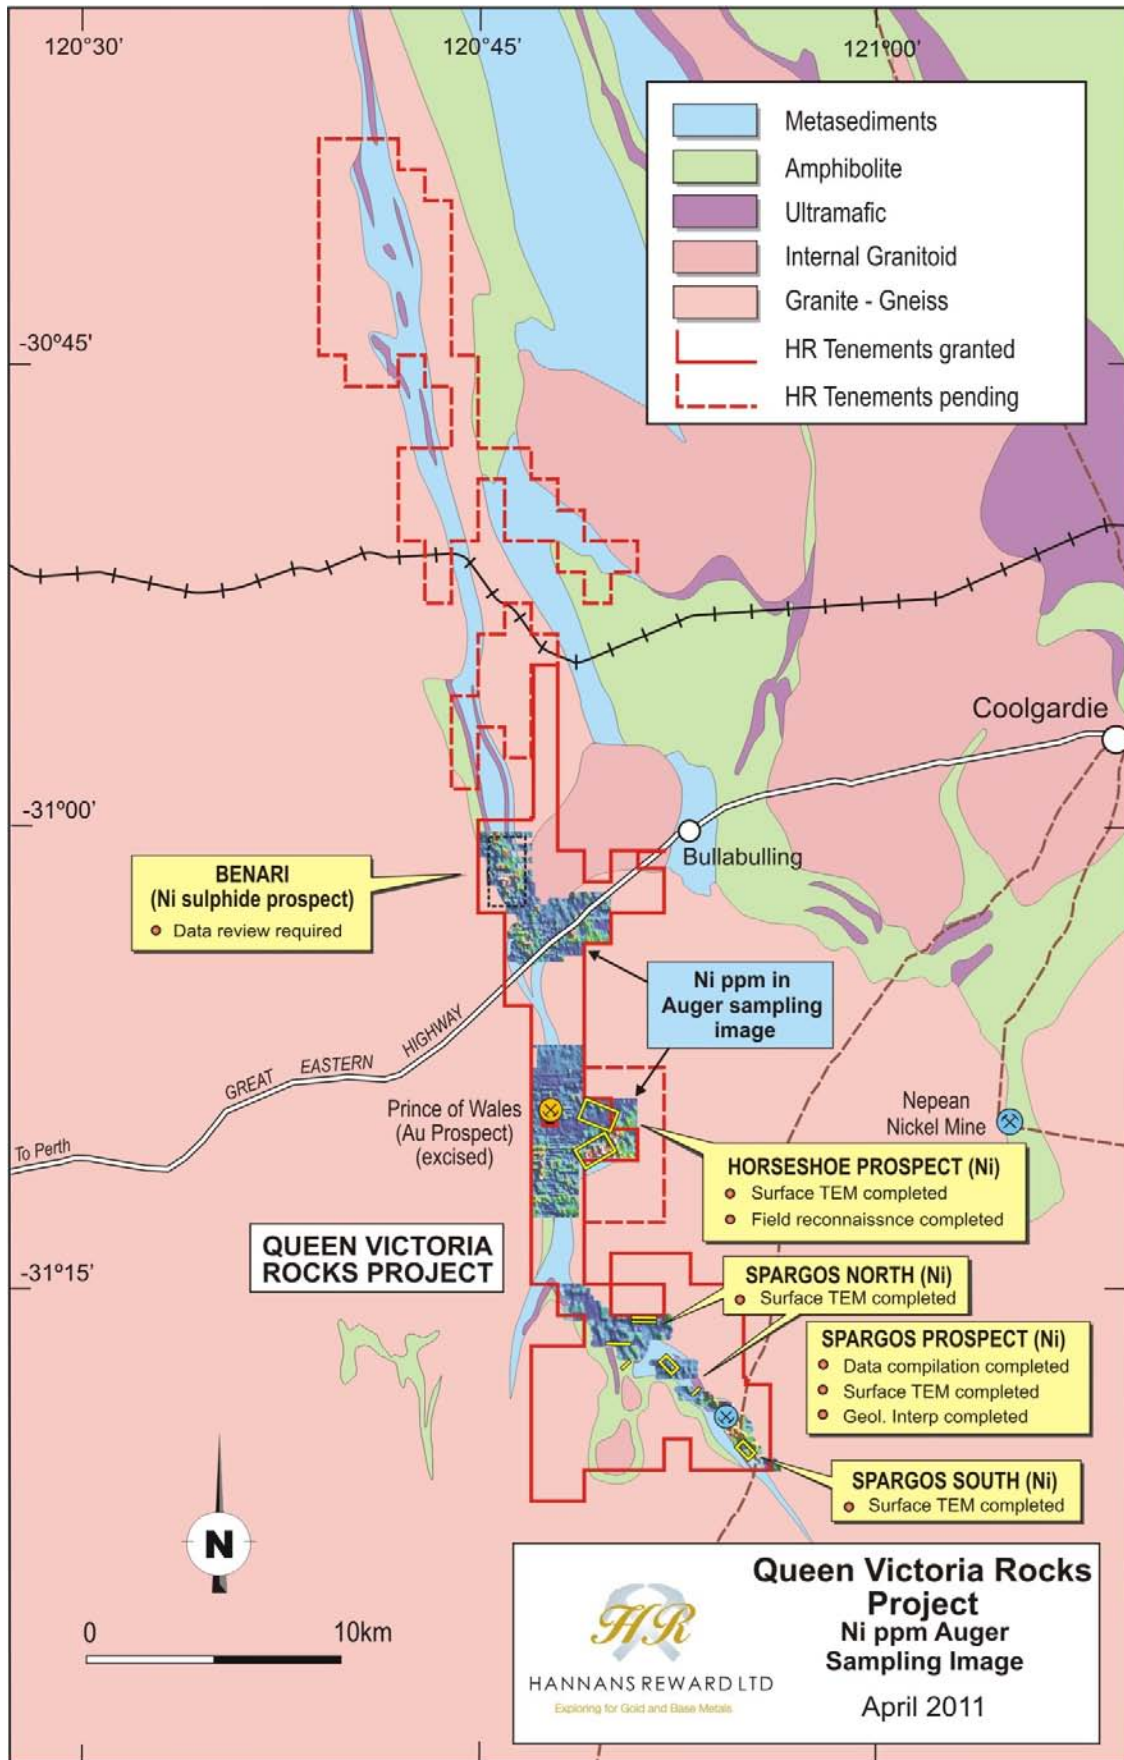 120°30'
120°45'
121°00'
Metasediments
Amphibolite
Ultramafic
Internal Granitoid
Granite - Gneiss
HR Tenements granted
HR Tenements pending
-30°45'
Coolgardie
-31°00'
Bullabulling
BENARI
(Ni sulphide prospect)
Data review required
Ni ppm in
Auger sampling
image
GREAT EASTERN HIGHWAY
To Perth
Prince of Wales
(Au Prospect)
(excised)
Nepean
Nickel Mine
HORSESHOE PROSPECT (Ni)
Surface TEM completed
Field reconnaissnce completed
QUEEN VICTORIA
ROCKS PROJECT
-31°15'
SPARGOS NORTH (Ni)
Surface TEM completed
SPARGOS PROSPECT (Ni)
Data compilation completed
Surface TEM completed
Geol. Interp completed
SPARGOS SOUTH (Ni)
Surface TEM completed
N
0 10km
HR
HANNANS REWARD LTD
Exploring for Gold and Base Metals
Queen Victoria Rocks
Project
Ni ppm Auger
Sampling Image
April 2011